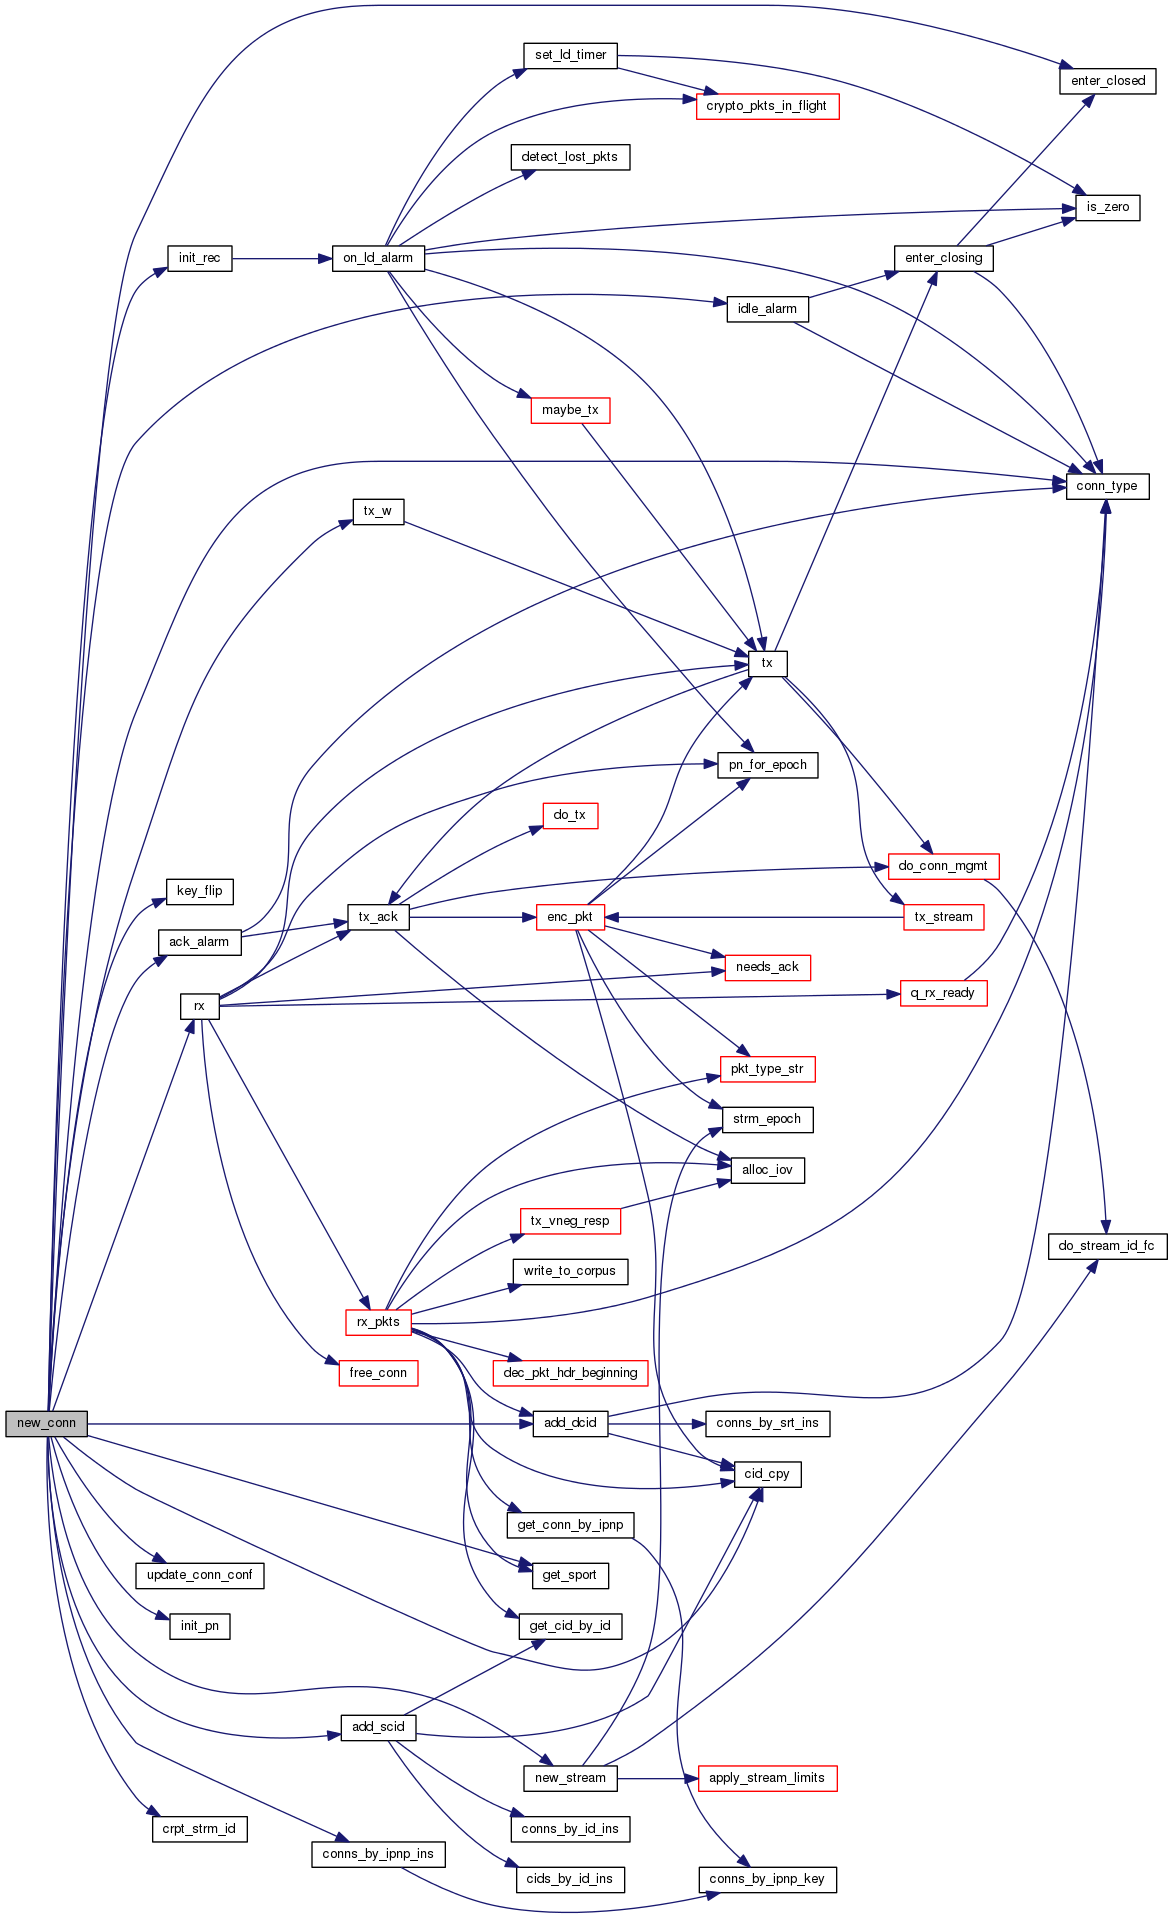 enter_closed
set_ld_timer
crypto_pkts_in_flight
detect_lost_pkts
is_zero
init_rec
on_ld_alarm
enter_closing
idle_alarm
maybe_tx
conn_type
tx_w
tx
pn_for_epoch
do_tx
do_conn_mgmt
key_flip
tx_ack
enc_pkt
tx_stream
ack_alarm
needs_ack
rx
q_rx_ready
pkt_type_str
strm_epoch
alloc_iov
tx_vneg_resp
do_stream_id_fc
write_to_corpus
rx_pkts
free_conn
dec_pkt_hdr_beginning
new_conn
add_dcid
conns_by_srt_ins
cid_cpy
get_conn_by_ipnp
update_conn_conf
get_sport
init_pn
get_cid_by_id
add_scid
new_stream
apply_stream_limits
crpt_strm_id
conns_by_id_ins
conns_by_ipnp_ins
cids_by_id_ins
conns_by_ipnp_key